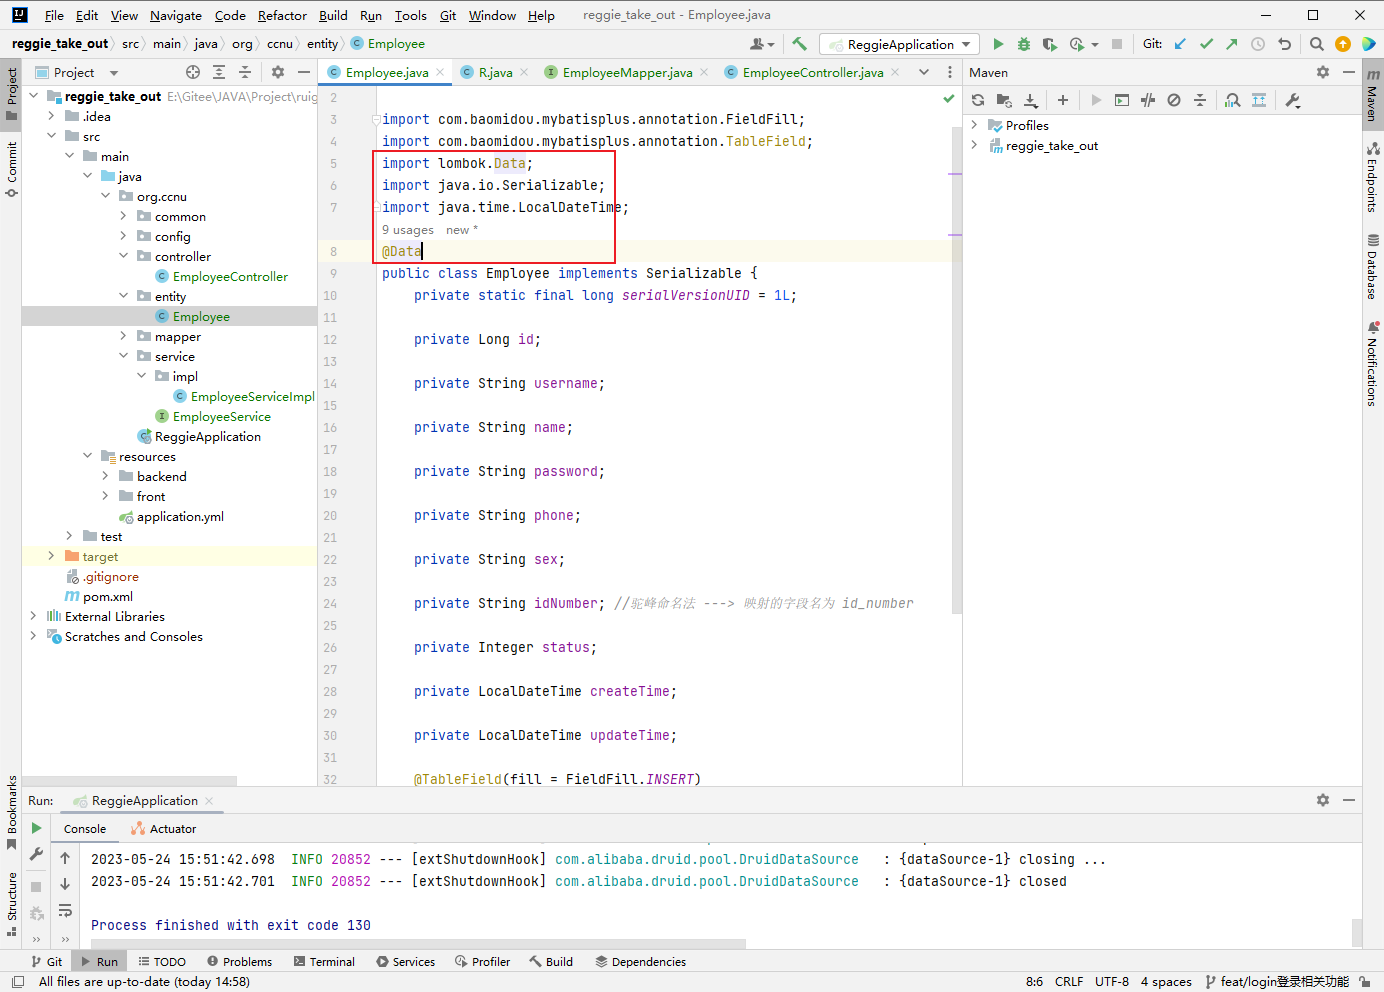 File Edit View Navigate Code Refactor Build Run Tools Git Window Help reggie_take_out - Employee.java
reggie_take_out src main java org ccnu entity Employee ReggieApplication Git:
Project
Employee.java R.java EmployeeMapper.java EmployeeController.java
Maven
reggie_take_out E:\Gitee\JAVA\Project\ruig
.idea
src
main
java
org.ccnu
common
config
controller
EmployeeController
entity
Employee
mapper
service
impl
EmployeeServiceImpl
EmployeeService
ReggieApplication
resources
backend
front
application.yml
test
target
.gitignore
pom.xml
External Libraries
Scratches and Consoles
2
3 import com.baomidou.mybatisplus.annotation.FieldFill;
4 import com.baomidou.mybatisplus.annotation.TableField;
5 import lombok.Data;
6 import java.io.Serializable;
7 import java.time.LocalDateTime;
9 usages new *
8 @Data
9 public class Employee implements Serializable {
10 private static final long serialVersionUID = 1L;
11
12 private Long id;
13
14 private String username;
15
16 private String name;
17
18 private String password;
19
20 private String phone;
21
22 private String sex;
23
24 private String idNumber; //驼峰命名法 ---> 映射的字段名为 id_number
25
26 private Integer status;
27
28 private LocalDateTime createTime;
29
30 private LocalDateTime updateTime;
31
32 @TableField(fill = FieldFill.INSERT)
Profiles
reggie_take_out
Project
Commit
Bookmarks
Structure
m Maven
Endpoints
Database
Notifications
Run: ReggieApplication
Console Actuator
2023-05-24 15:51:42.698 INFO 20852 --- [extShutdownHook] com.alibaba.druid.pool.DruidDataSource : {dataSource-1} closing ...
2023-05-24 15:51:42.701 INFO 20852 --- [extShutdownHook] com.alibaba.druid.pool.DruidDataSource : {dataSource-1} closed
Process finished with exit code 130
Git Run TODO Problems Terminal Services Profiler Build Dependencies
All files are up-to-date (today 14:58) 8:6 CRLF UTF-8 4 spaces feat/login登录相关功能